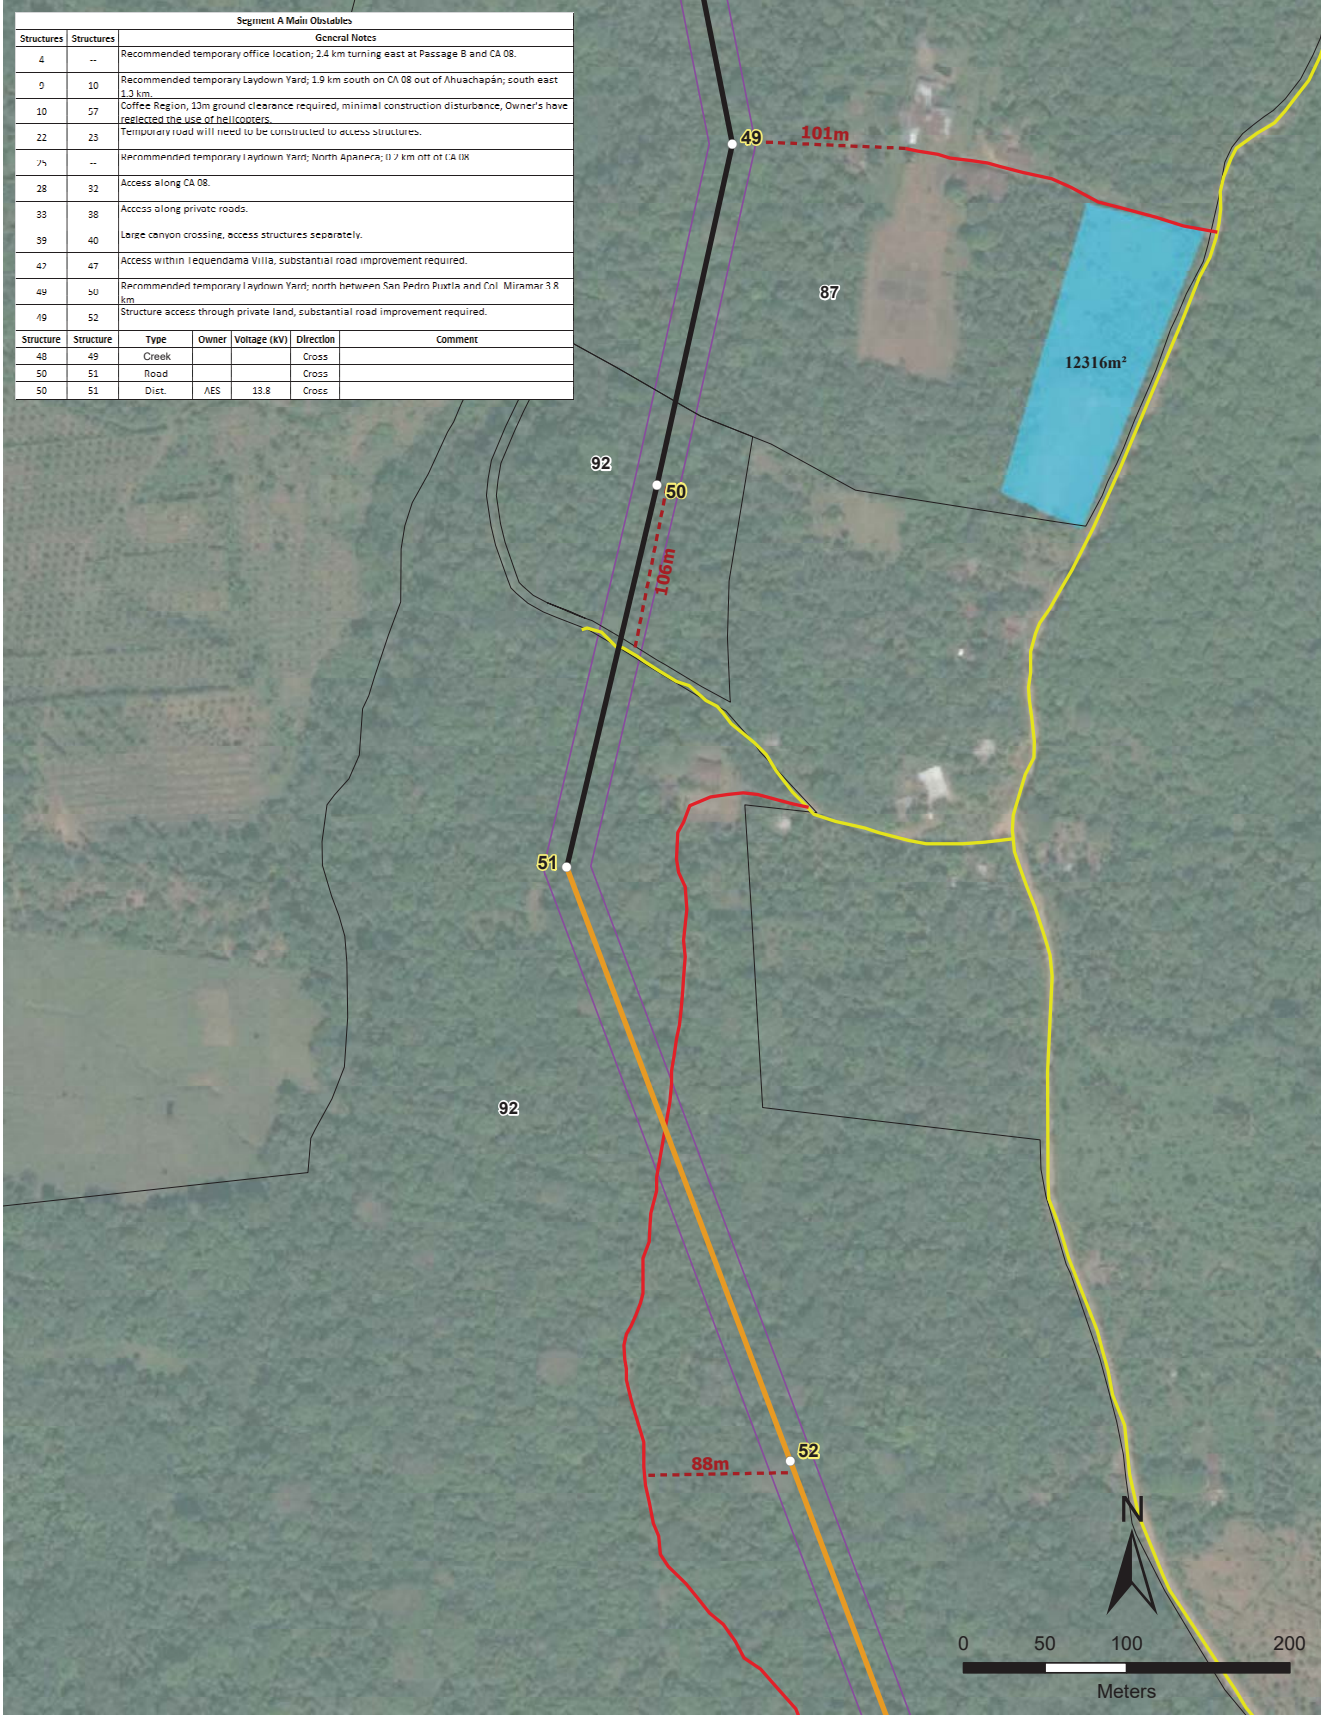 Segment A Main Obstables
Structures Structures General Notes
4 -- Recommended temporary office location; 2.4 km turning east at Passage B and CA 08.
9 10 Recommended temporary Laydown Yard; 1.9 km south on CA 08 out of Ahuachapán; south east
1.3 km.
10 57 Coffee Region, 13m ground clearance required, minimal construction disturbance, Owner's have
reglected the use of helicopters.
22 23 Temporary road will need to be constructed to access structures.
25 -- Recommended temporary Laydown Yard; North Apaneca; 0.2 km off of CA 08
28 32 Access along CA 08.
33 38 Access along private roads.
39 40 Large canyon crossing, access structures separately.
42 47 Access within Tequendama Villa, substantial road improvement required.
49 50 Recommended temporary Laydown Yard; north between San Pedro Puxtla and Col. Miramar 3.8
km
49 52 Structure access through private land, substantial road improvement required.
Structure Structure Type Owner Voltage (kV) Direction Comment
48 49 Creek Cross
50 51 Road Cross
50 51 Dist. AES 13.8 Cross
49
101m
87
12316m²
92
50
106m
51
92
52
88m
N
0 50 100 200
Meters